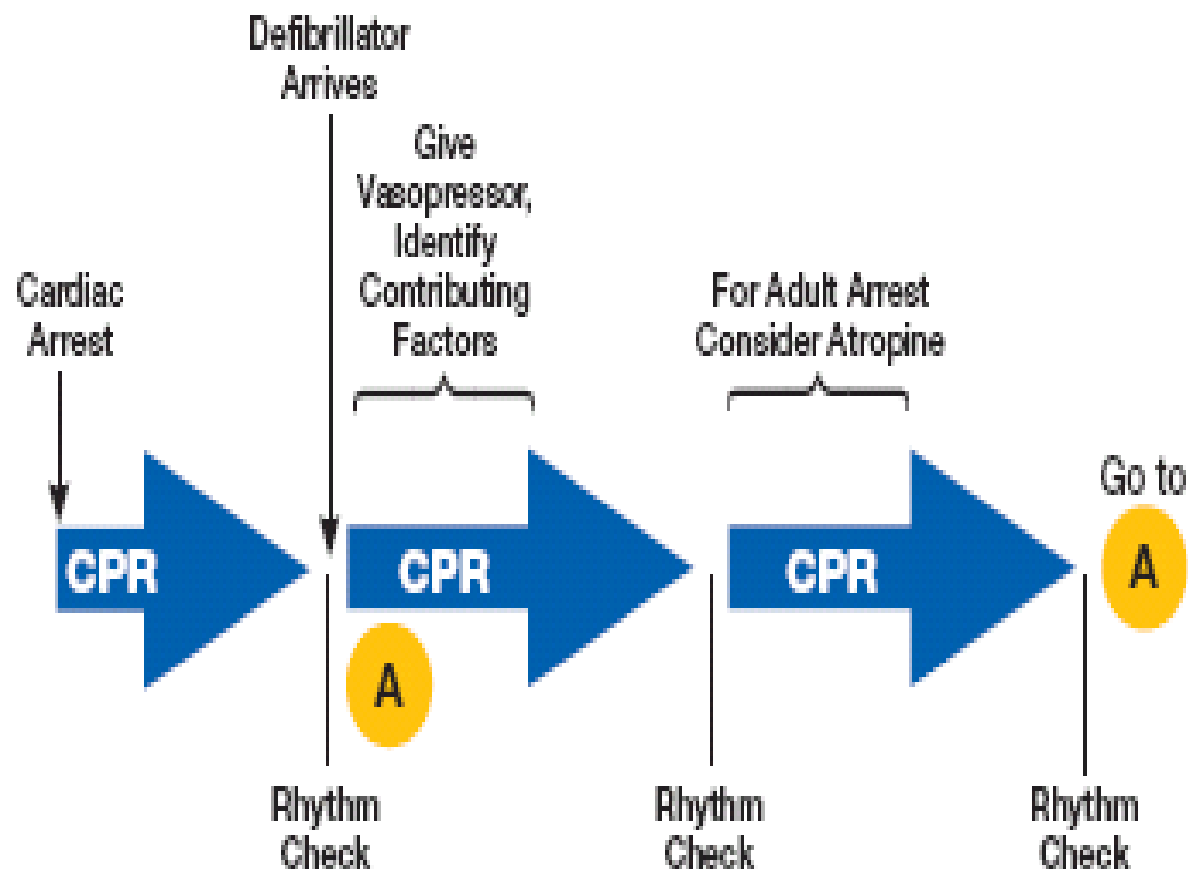 Defibrillator
Arrives
Give
Vasopressor,
Identify
Contributing
Factors
Cardiac
Arrest
For Adult Arrest
Consider Atropine
Go to
CPR
CPR
CPR
A
A
Rhythm
Check
Rhythm
Check
Rhythm
Check